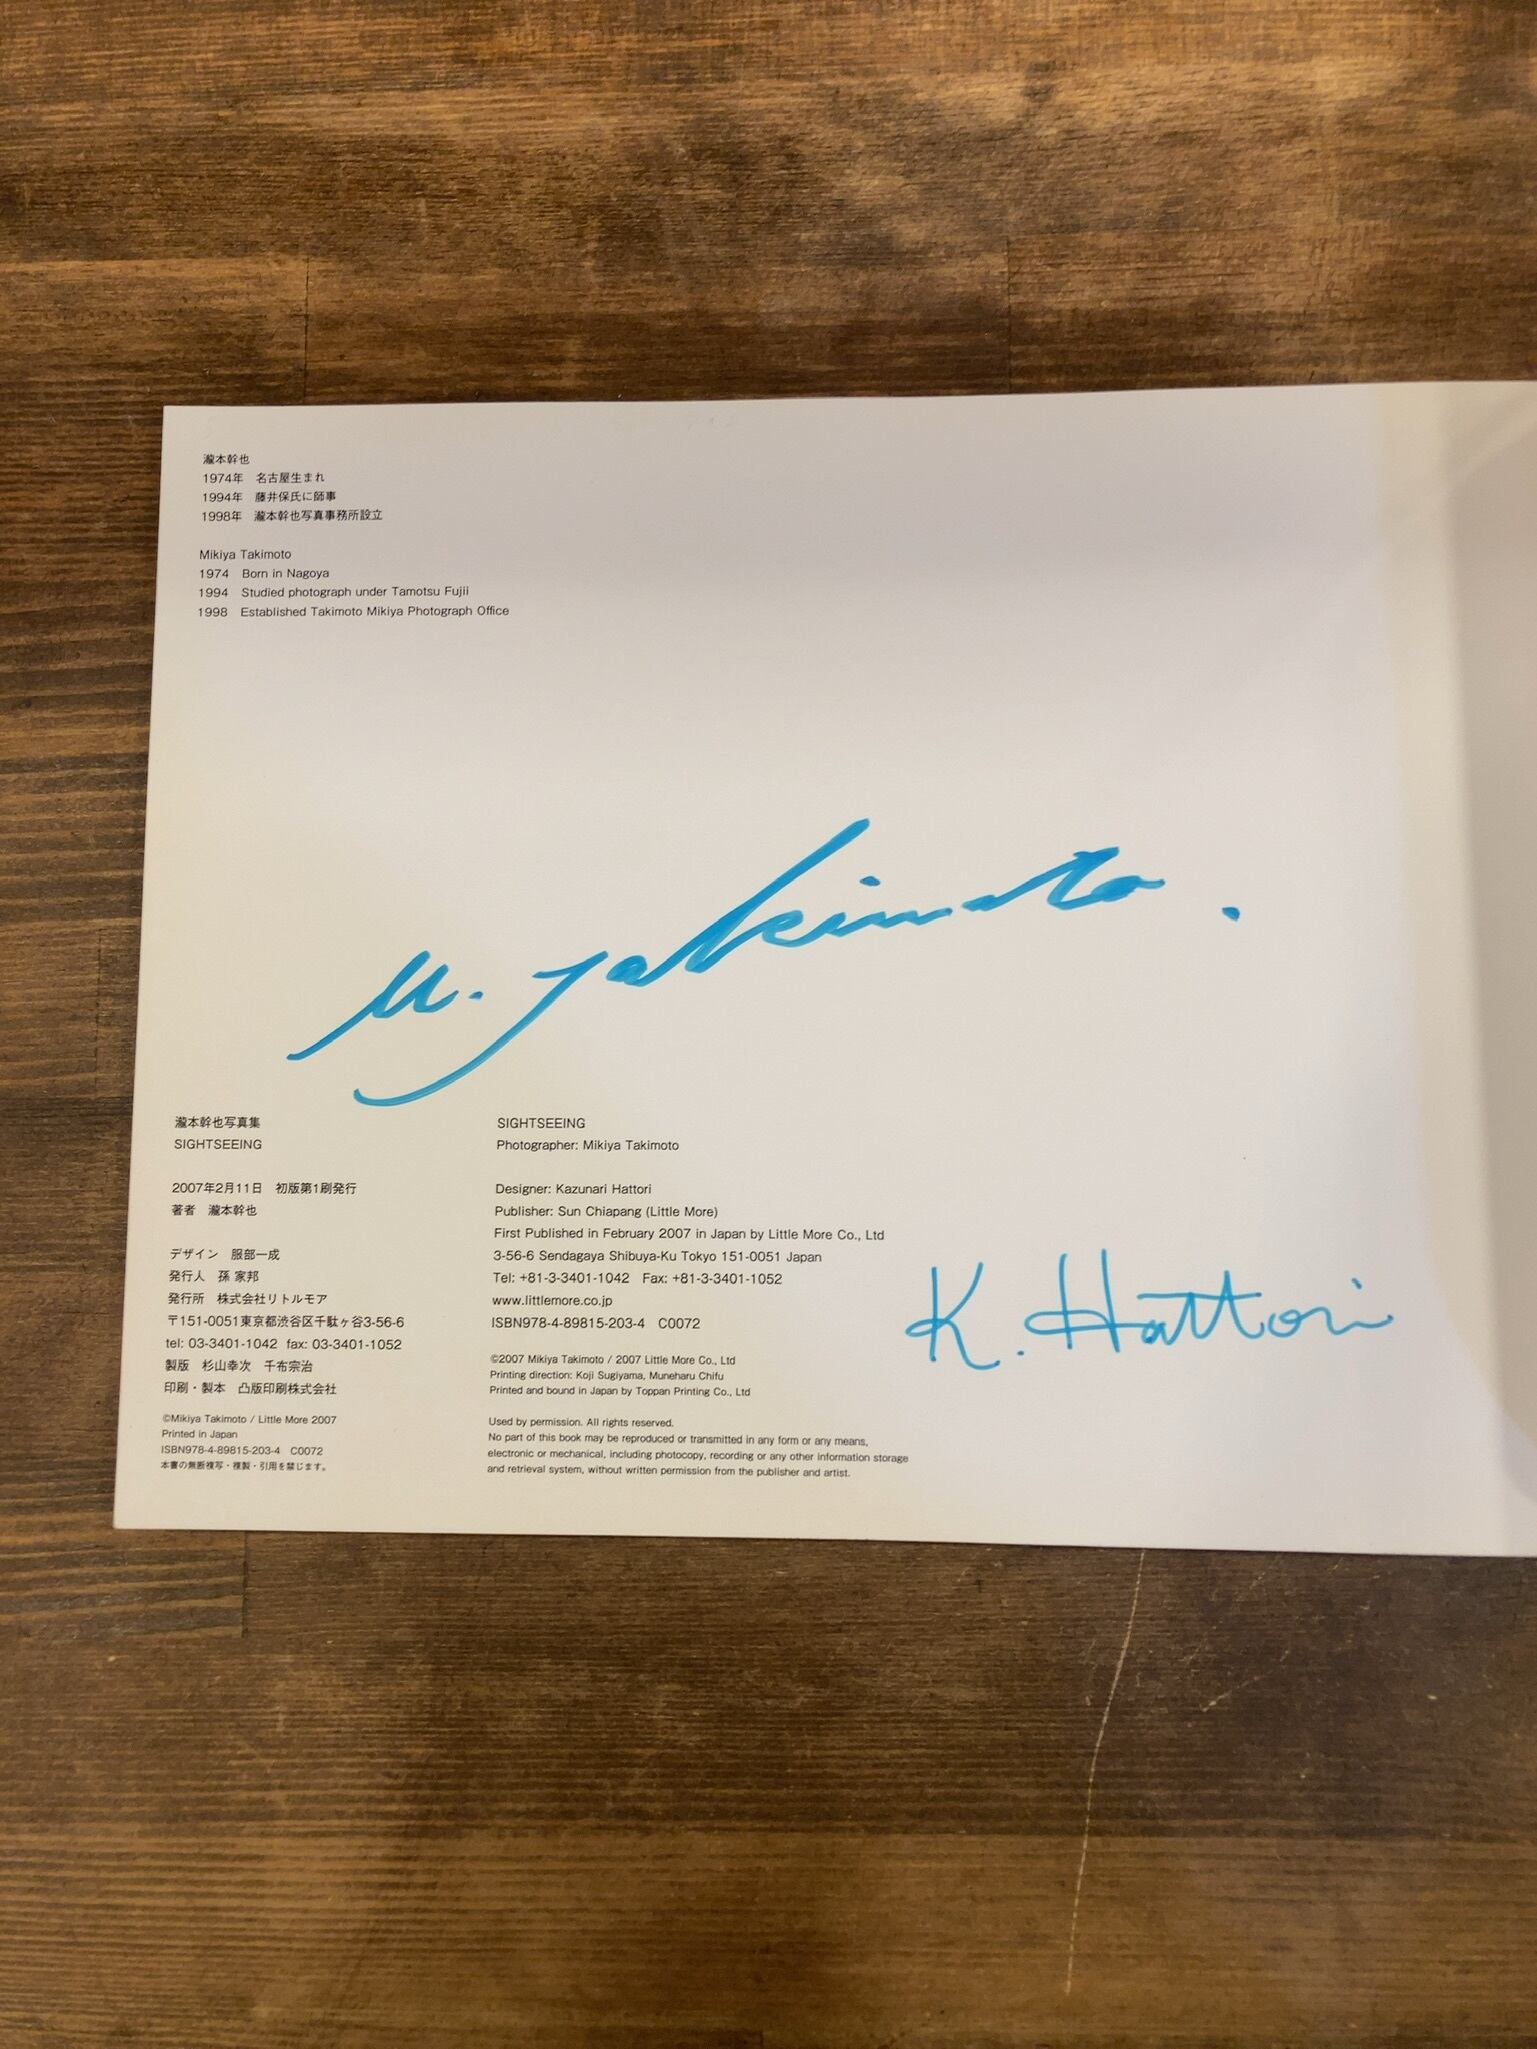 瀧本幹也
1974年　名古屋生まれ
1994年　藤井保氏に師事
1998年　瀧本幹也写真事務所設立
Mikiya Takimoto
1974　Born in Nagoya
1994　Studied photograph under Tamotsu Fujii
1998　Established Takimoto Mikiya Photograph Office
M. Takimoto.
瀧本幹也写真集
SIGHTSEEING
2007年2月11日　初版第1刷発行
著者　瀧本幹也
デザイン　服部一成
発行人　孫 家邦
発行所　株式会社リトルモア
〒151-0051東京都渋谷区千駄ヶ谷3-56-6
tel: 03-3401-1042 fax: 03-3401-1052
製版　杉山幸次　千布宗治
印刷・製本　凸版印刷株式会社
©Mikiya Takimoto / Little More 2007
Printed in Japan
ISBN978-4-89815-203-4　C0072
本書の無断複写・複製・引用を禁じます。
SIGHTSEEING
Photographer: Mikiya Takimoto
Designer: Kazunari Hattori
Publisher: Sun Chiapang (Little More)
First Published in February 2007 in Japan by Little More Co., Ltd
3-56-6 Sendagaya Shibuya-Ku Tokyo 151-0051 Japan
Tel: +81-3-3401-1042　Fax: +81-3-3401-1052
www.littlemore.co.jp
ISBN978-4-89815-203-4　C0072
©2007 Mikiya Takimoto / 2007 Little More Co., Ltd
Printing direction: Koji Sugiyama, Muneharu Chifu
Printed and bound in Japan by Toppan Printing Co., Ltd
Used by permission. All rights reserved.
No part of this book may be reproduced or transmitted in any form or any means,
electronic or mechanical, including photocopy, recording or any other information storage
and retrieval system, without written permission from the publisher and artist.
K. Hattori